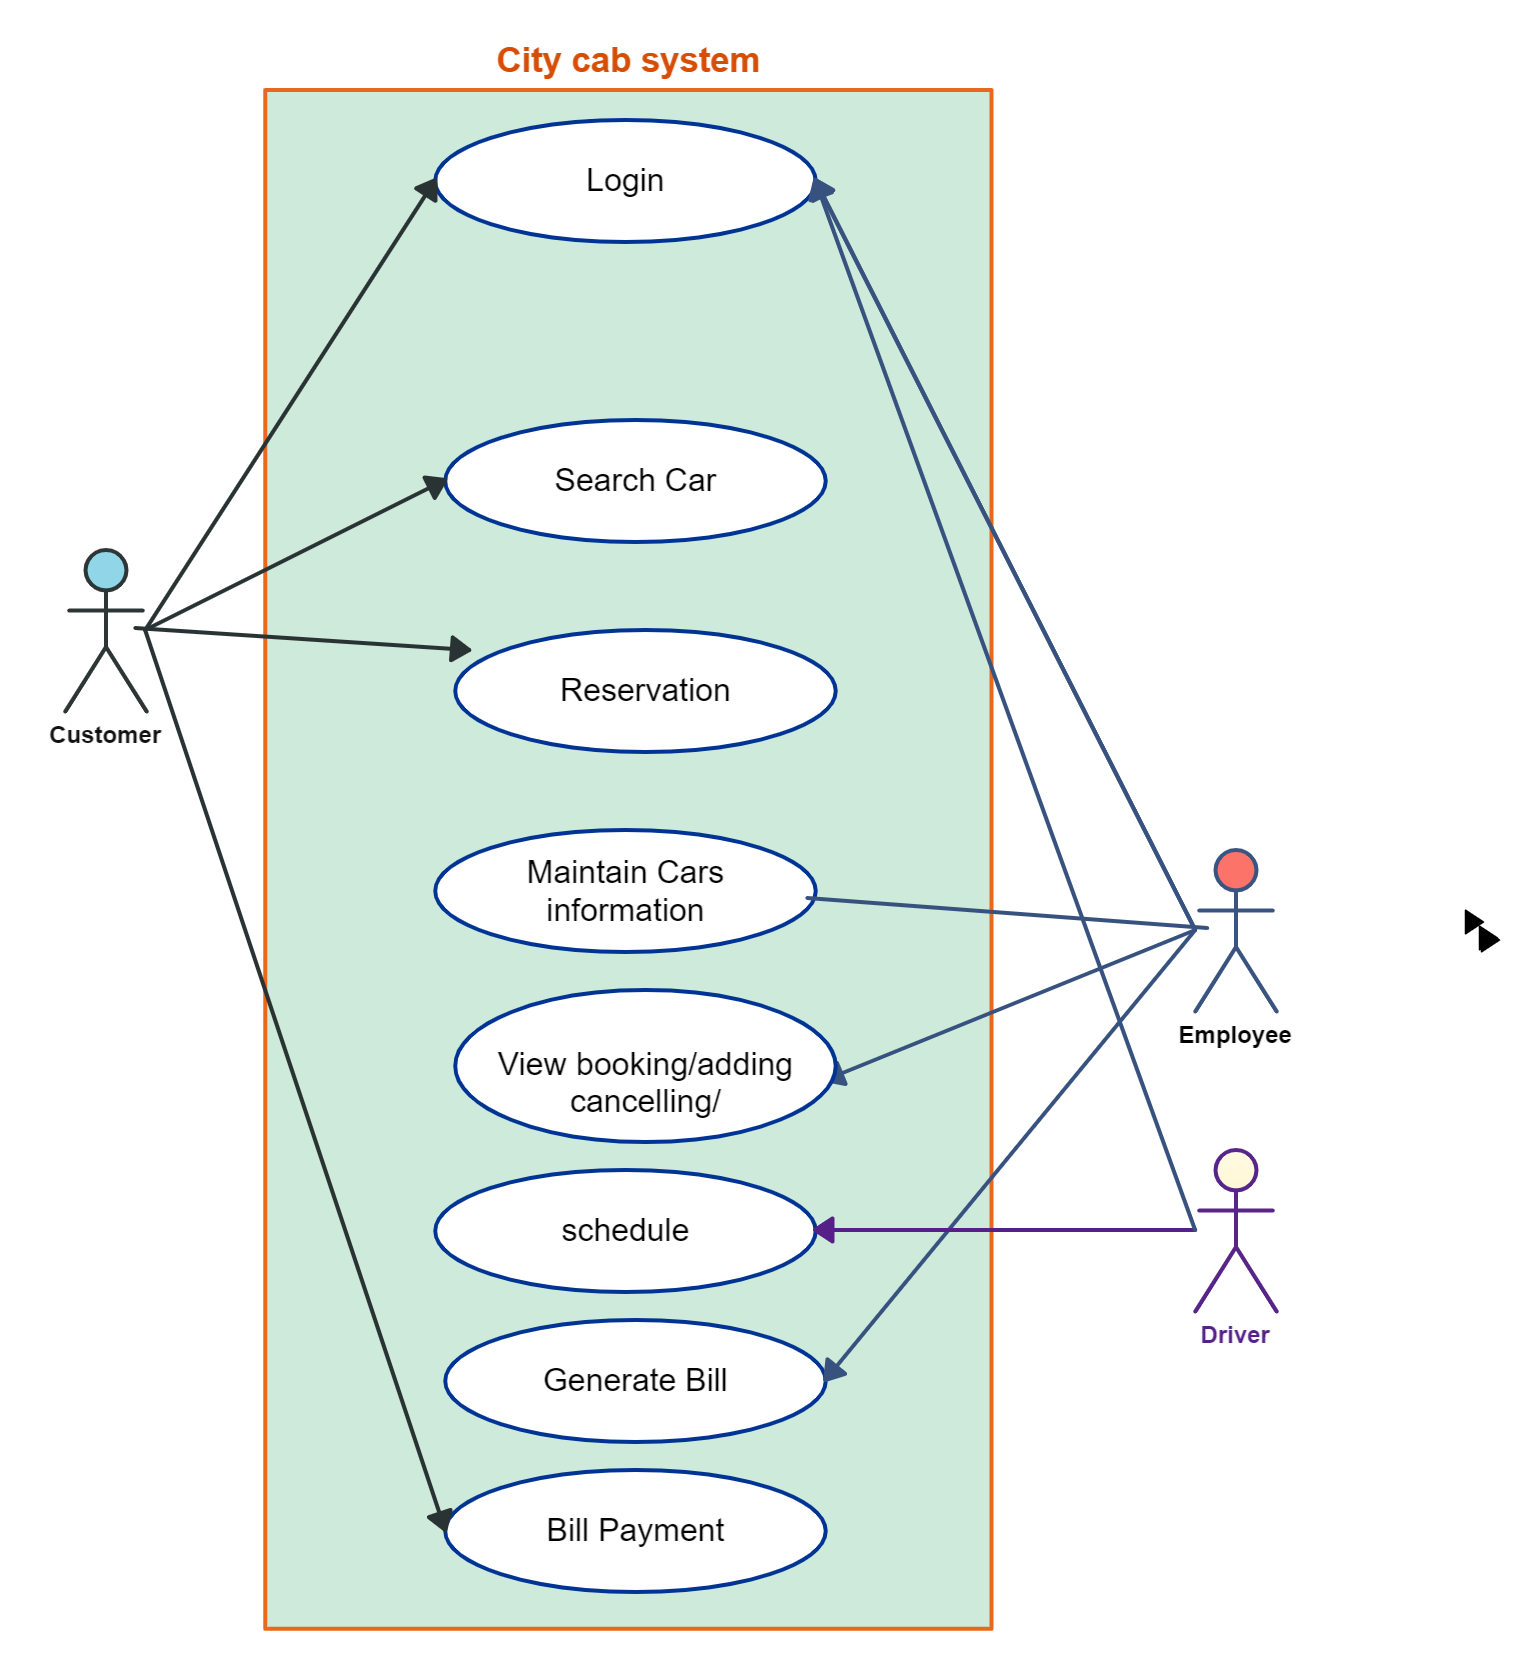 City cab system
Login
Search Car
Reservation
Customer
Maintain Cars
information
Employee
View booking/adding
cancelling/
schedule
Driver
Generate Bill
Bill Payment